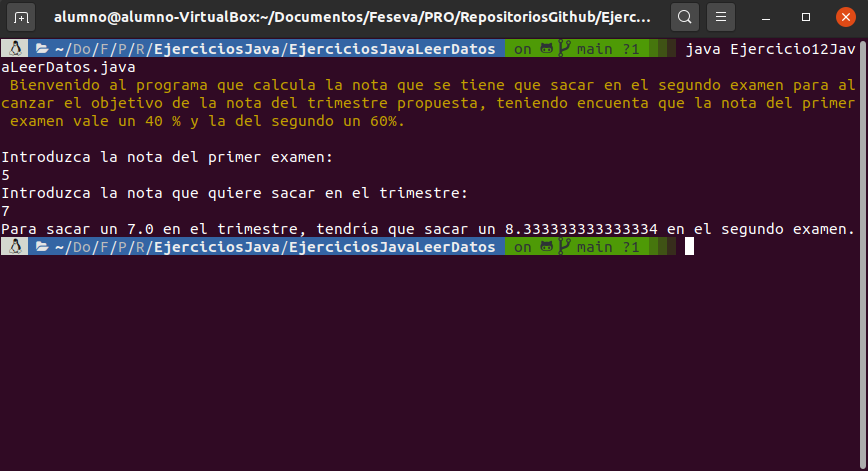 alumno@alumno-VirtualBox:~/Documentos/Feseva/PRO/RepositoriosGithub/Ejerc...
~/Do/F/P/R/EjerciciosJava/EjerciciosJavaLeerDatos on main ?1 java Ejercicio12Jav
aLeerDatos.java
Bienvenido al programa que calcula la nota que se tiene que sacar en el segundo examen para al
canzar el objetivo de la nota del trimestre propuesta, teniendo encuenta que la nota del primer
examen vale un 40 % y la del segundo un 60%.
Introduzca la nota del primer examen:
5
Introduzca la nota que quiere sacar en el trimestre:
7
Para sacar un 7.0 en el trimestre, tendría que sacar un 8.333333333333334 en el segundo examen.
~/Do/F/P/R/EjerciciosJava/EjerciciosJavaLeerDatos on main ?1